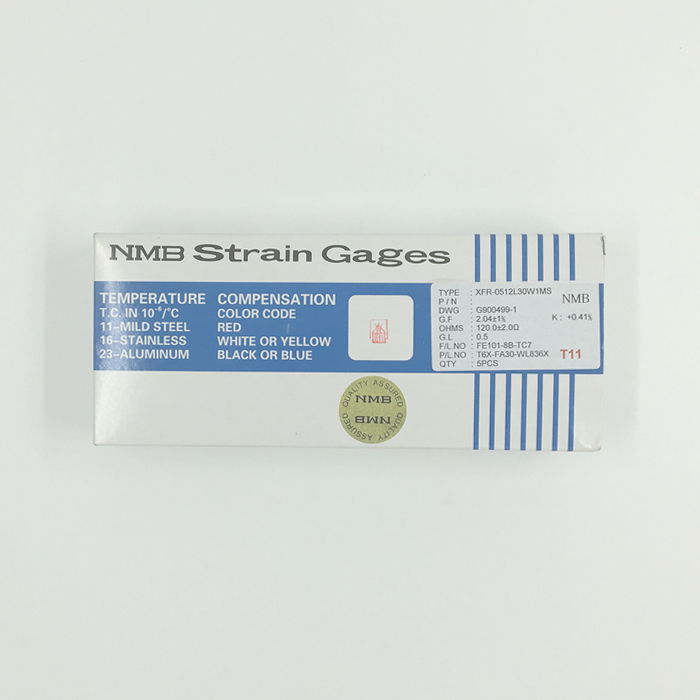 NMB Strain Gages
TEMPERATURE COMPENSATION
T.C. IN 10⁻⁶/°C COLOR CODE
11–MILD STEEL RED
16–STAINLESS WHITE OR YELLOW
23–ALUMINUM BLACK OR BLUE
TYPE : XFR-0512L30W1MS
P / N :
NMB
DWG : G900499-1
G.F : 2.04±1% K : +0.41%
OHMS : 120.0±2.0Ω
G.L : 0.5
F/L.NO : FE101-8B-TC7
P/L.NO : T6X-FA30-WL836X T11
QTY : 5PCS
QUALITY ASSURED
NMB
NMB
QUALITY ASSURED